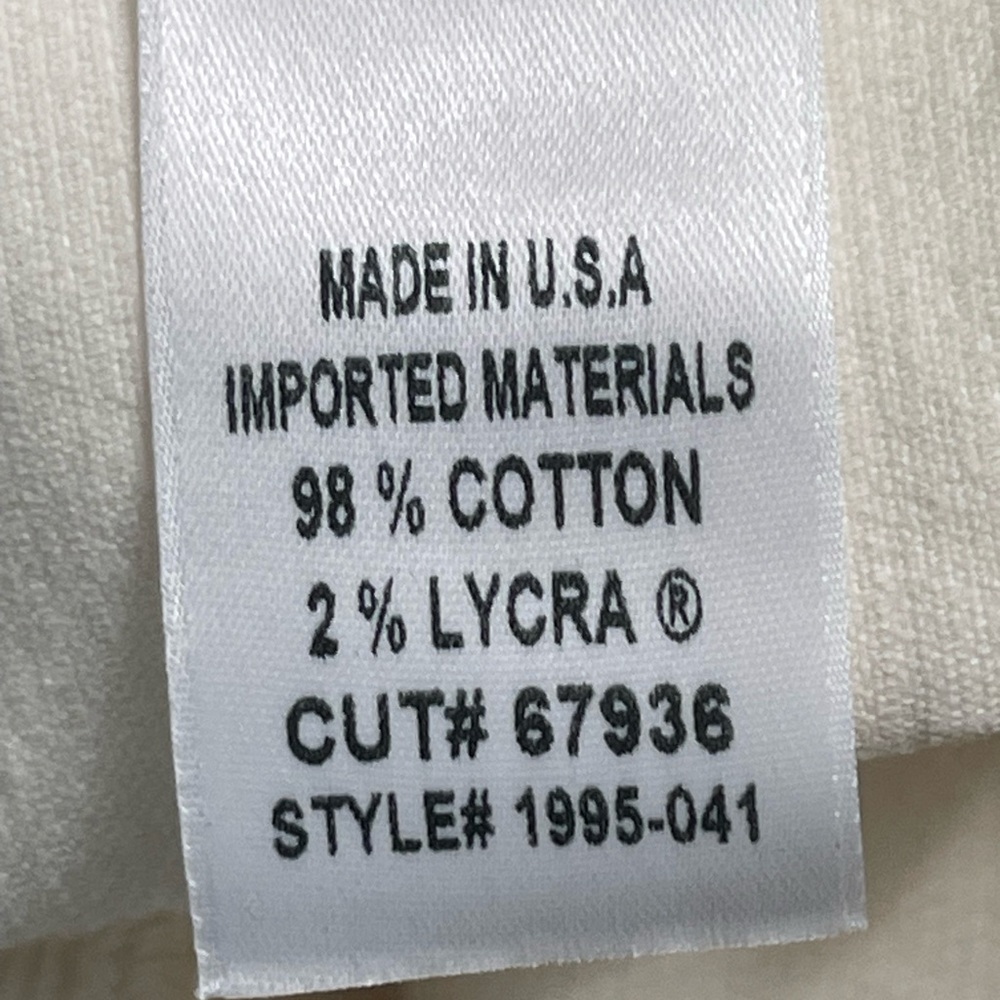 MADE IN U.S.A
IMPORTED MATERIALS
98 % COTTON
2 % LYCRA ®
CUT# 67936
STYLE# 1995-041